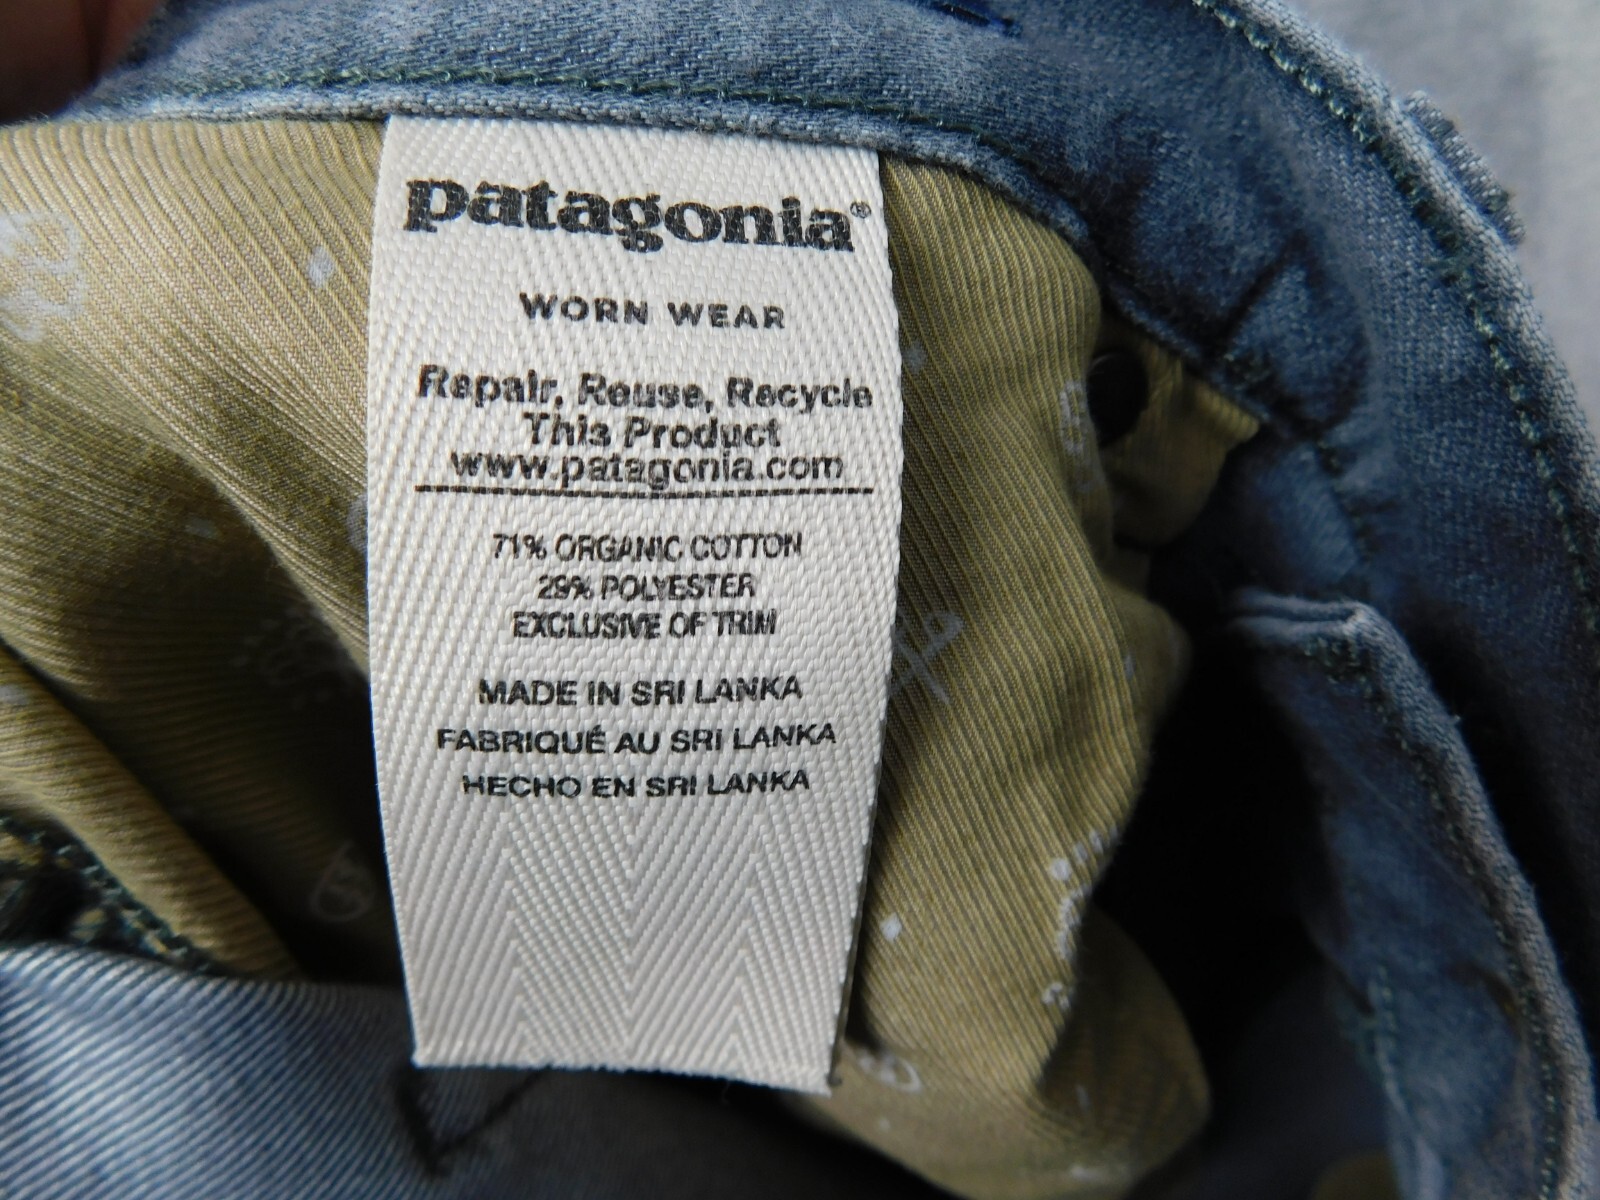 patagonia®
WORN WEAR
Repair, Reuse, Recycle
This Product
www.patagonia.com
71% ORGANIC COTTON
29% POLYESTER
EXCLUSIVE OF TRIM
MADE IN SRI LANKA
FABRIQUÉ AU SRI LANKA
HECHO EN SRI LANKA